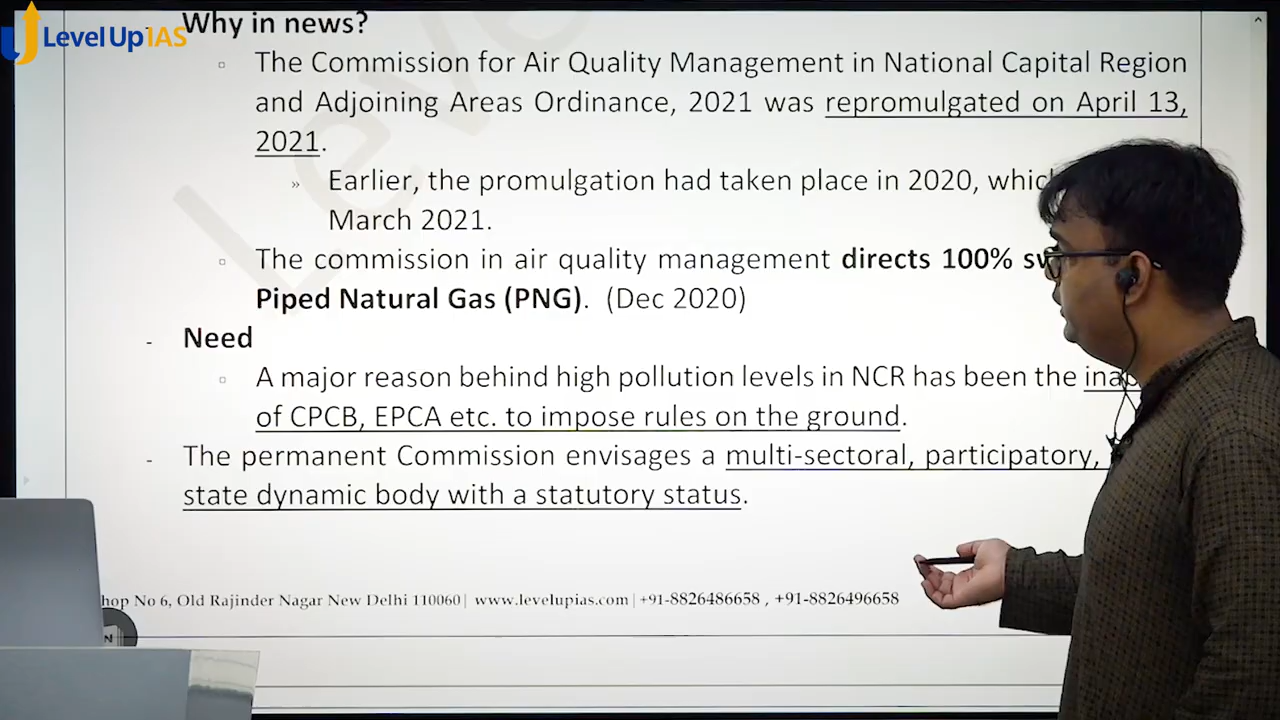 Why in news?
LevelUp IAS
The Commission for Air Quality Management in National Capital Region
and Adjoining Areas Ordinance, 2021 was repromulgated on April 13,
2021.
» Earlier, the promulgation had taken place in 2020,
March 2021.
The commission in air quality management directs 100%
Piped Natural Gas (PNG). (Dec 2020)
- Need
A major reason behind high pollution levels in NCR has been the
of CPCB, EPCA etc. to impose rules on the ground.
- The permanent Commission envisages a multi-sectoral, participatory,
state dynamic body with a statutory status.
No 6, Old Rajinder Nagar New Delhi 110060| www.levelupias.com | +91-8826486658 , +91-8826496658
Leve